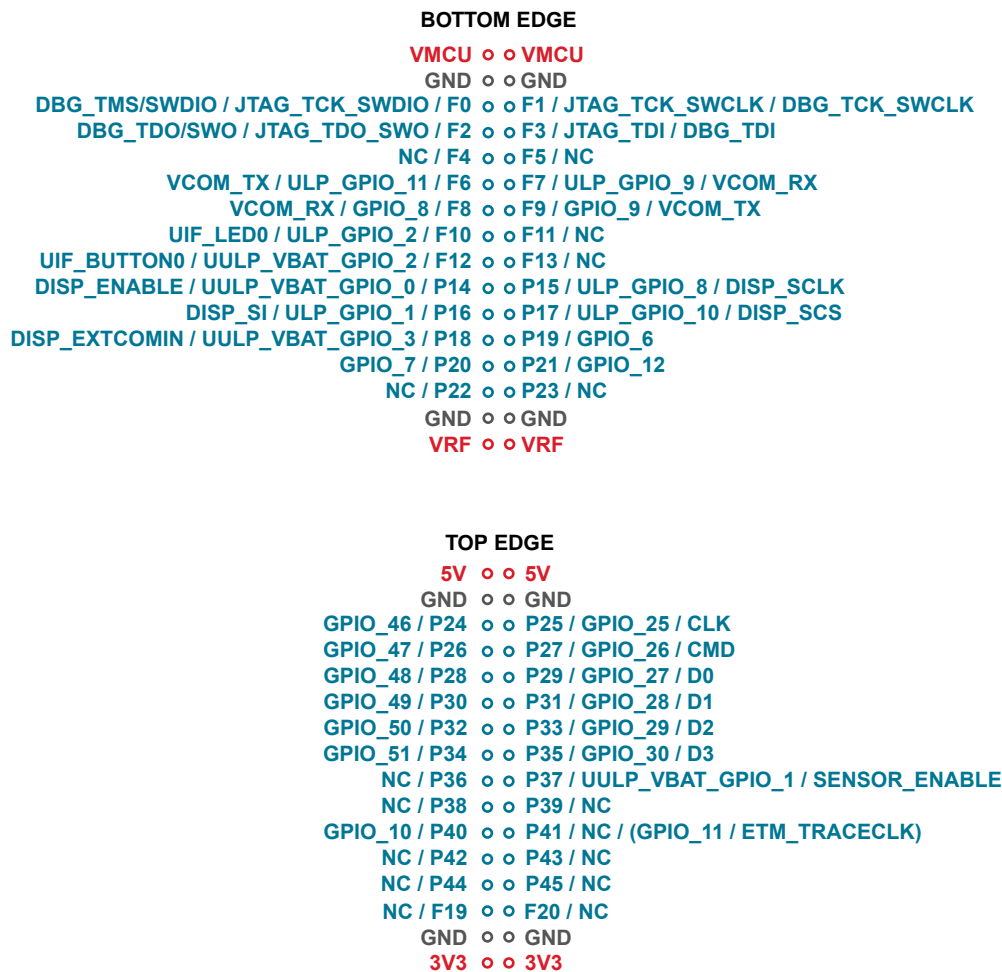 BOTTOM EDGE
VMCU VMCU
GND GND
DBG_TMS/SWDIO / JTAG_TCK_SWDIO / F0 F1 / JTAG_TCK_SWCLK / DBG_TCK_SWCLK
DBG_TDO/SWO / JTAG_TDO_SWO / F2 F3 / JTAG_TDI / DBG_TDI
NC / F4 F5 / NC
VCOM_TX / ULP_GPIO_11 / F6 F7 / ULP_GPIO_9 / VCOM_RX
VCOM_RX / GPIO_8 / F8 F9 / GPIO_9 / VCOM_TX
UIF_LED0 / ULP_GPIO_2 / F10 F11 / NC
UIF_BUTTON0 / UULP_VBAT_GPIO_2 / F12 F13 / NC
DISP_ENABLE / UULP_VBAT_GPIO_0 / P14 P15 / ULP_GPIO_8 / DISP_SCLK
DISP_SI / ULP_GPIO_1 / P16 P17 / ULP_GPIO_10 / DISP_SCS
DISP_EXTCOMIN / UULP_VBAT_GPIO_3 / P18 P19 / GPIO_6
GPIO_7 / P20 P21 / GPIO_12
NC / P22 P23 / NC
GND GND
VRF VRF
TOP EDGE
5V 5V
GND GND
GPIO_46 / P24 P25 / GPIO_25 / CLK
GPIO_47 / P26 P27 / GPIO_26 / CMD
GPIO_48 / P28 P29 / GPIO_27 / D0
GPIO_49 / P30 P31 / GPIO_28 / D1
GPIO_50 / P32 P33 / GPIO_29 / D2
GPIO_51 / P34 P35 / GPIO_30 / D3
NC / P36 P37 / UULP_VBAT_GPIO_1 / SENSOR_ENABLE
NC / P38 P39 / NC
GPIO_10 / P40 P41 / NC / (GPIO_11 / ETM_TRACECLK)
NC / P42 P43 / NC
NC / P44 P45 / NC
NC / F19 F20 / NC
GND GND
3V3 3V3